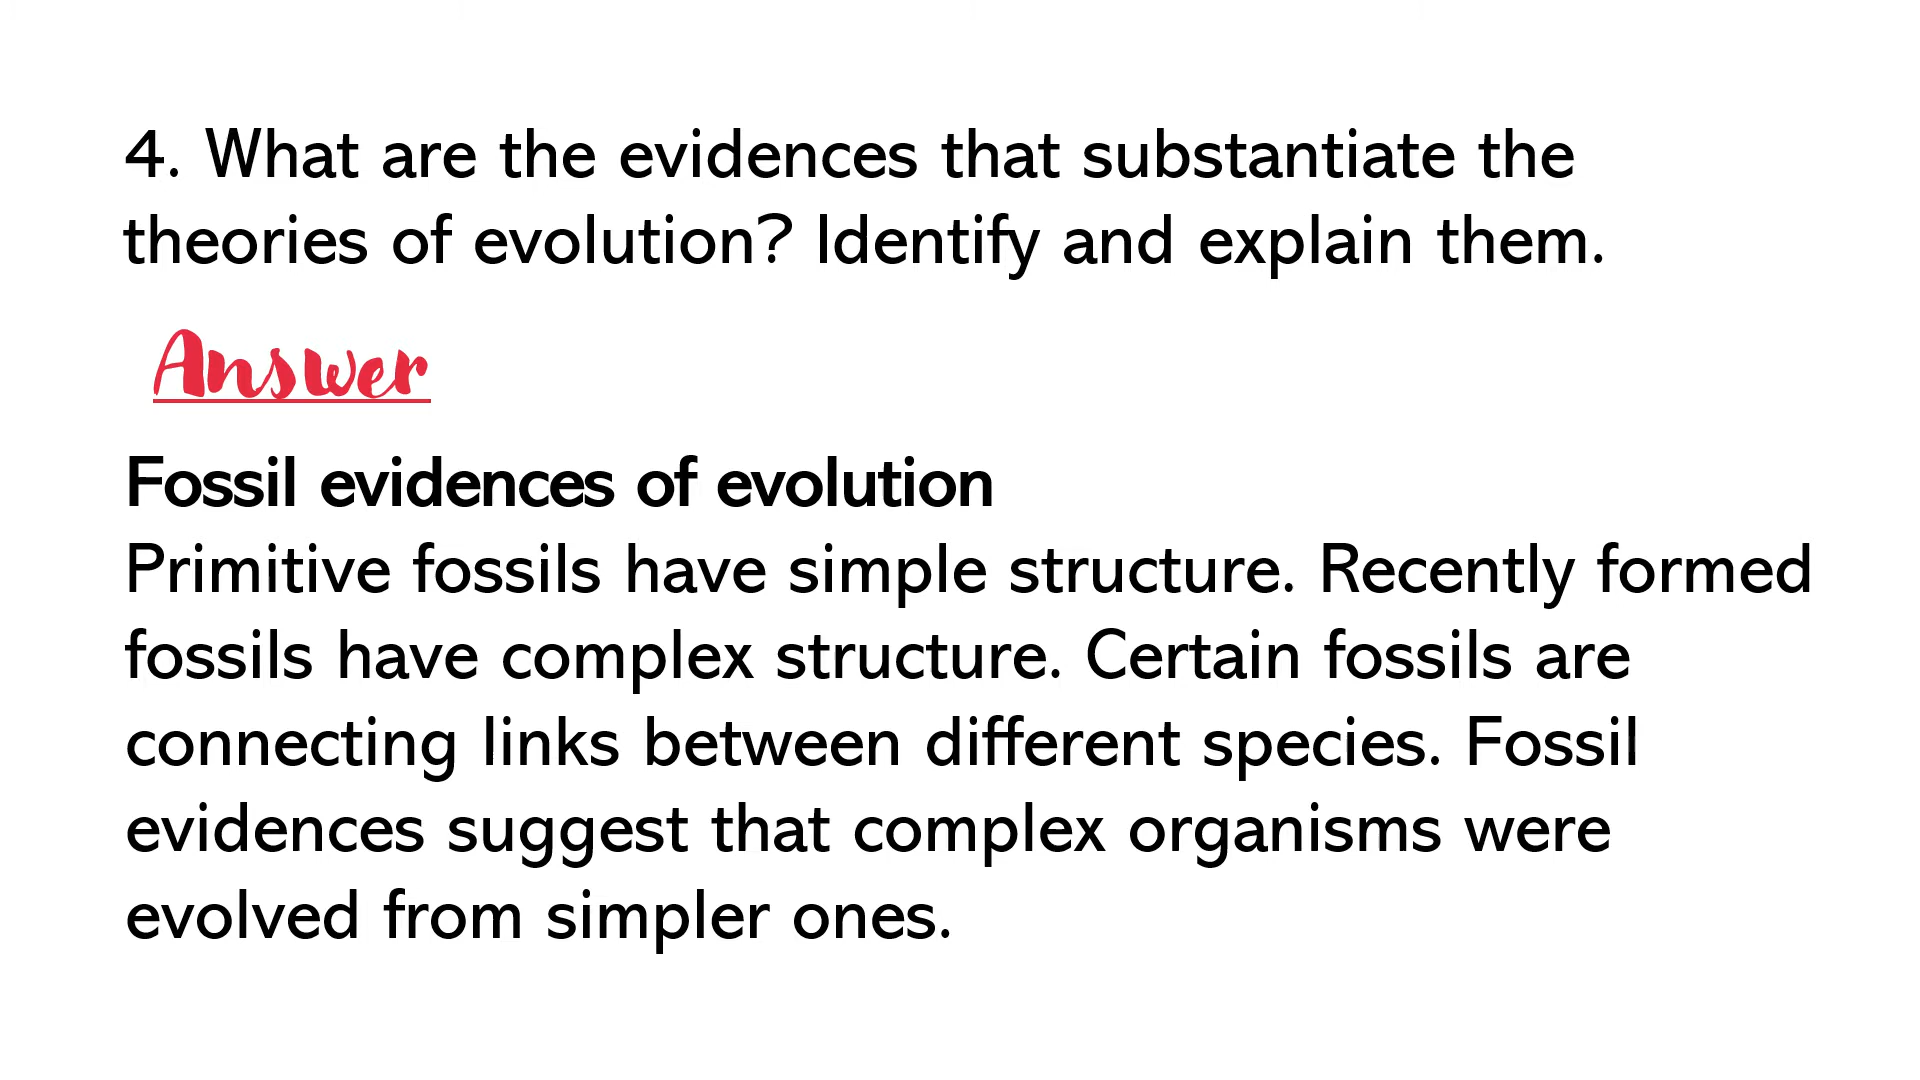 4. What are the evidences that substantiate the
theories of evolution? Identify and explain them.
Answer
Fossil evidences of evolution
Primitive fossils have simple structure. Recently formed
fossils have complex structure. Certain fossils are
connecting links between different species. Fossil
evidences suggest that complex organisms were
evolved from simpler ones.